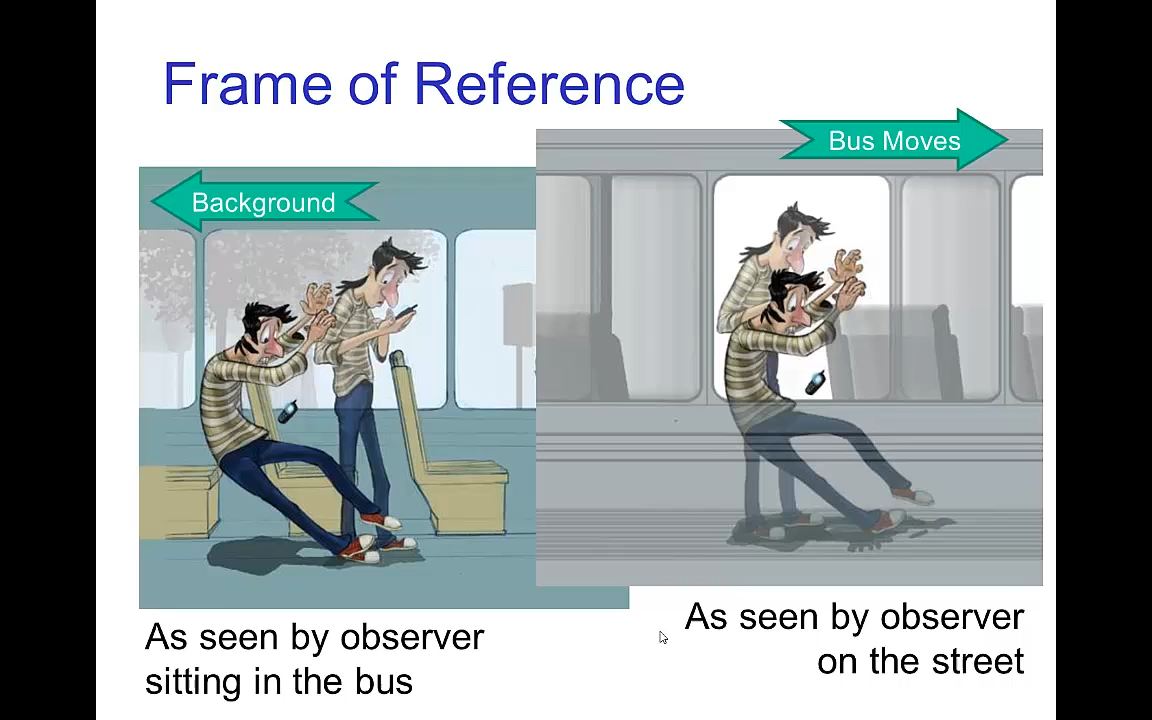 Frame of Reference
Bus Moves
Background
As seen by observer
sitting in the bus
As seen by observer
on the street